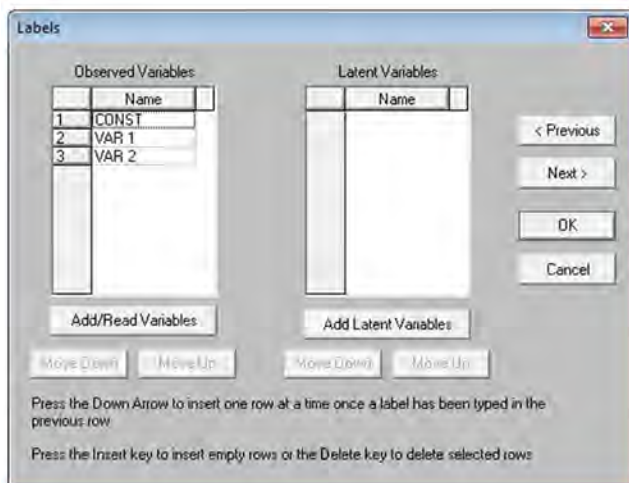 Labels
Observed Variables
Name
1 CONST
2 VAR 1
3 VAR 2
Add/Read Variables
Move Down Move Up
Latent Variables
Name
Add Latent Variables
Move Down Move Up
< Previous
Next >
OK
Cancel
Press the Down Arrow to insert one row at a time once a label has been typed in the
previous row
Press the Insert key to insert empty rows or the Delete key to delete selected rows